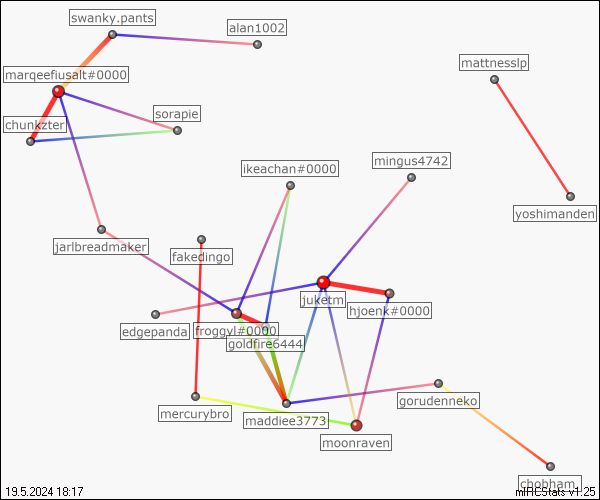 swanky.pants
alan1002
mattnesslp
marqeefiusalt#0000
sorapie
chunkzter
mingus4742
ikeachan#0000
yoshimanden
jarlbreadmaker
fakedingo
juketm
hjoenk#0000
edgepanda
froggyl#0000
goldfire6444
gorudenneko
mercurybro
maddiee3773
moonraven
chobham_
19.5.2024 18:17
mIRCStats v1.25